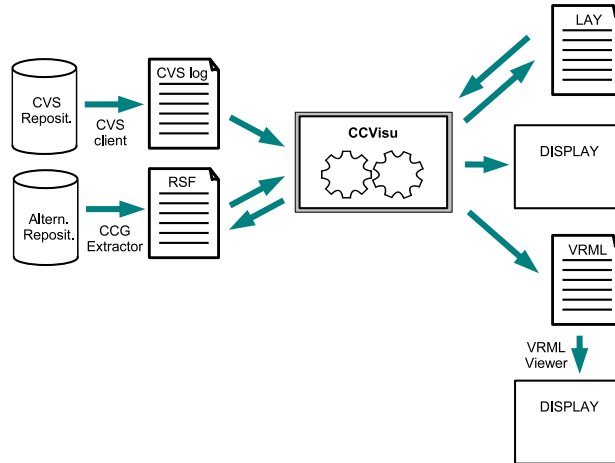 LAY
CVS log
CVS
Reposit.
CVS
client
CCVisu
DISPLAY
RSF
Altern.
Reposit.
CCG
Extractor
VRML
VRML
Viewer
DISPLAY